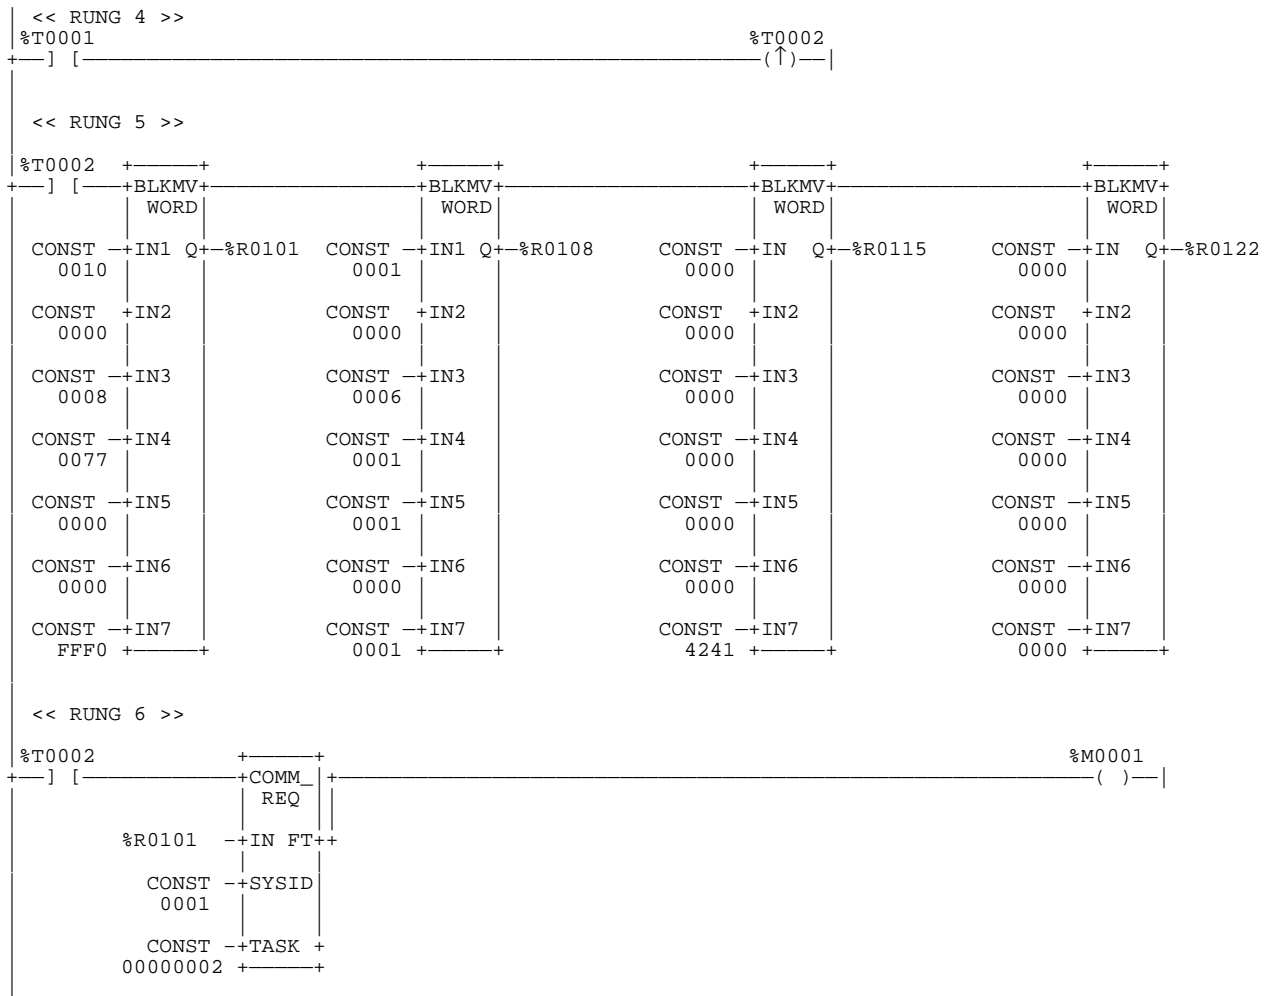 << RUNG 4 >>
%T0001 %T0002
] [ (↑)
<< RUNG 5 >>
%T0002
] [ BLKMV BLKMV BLKMV BLKMV
WORD WORD WORD WORD
CONST IN1 Q %R0101 CONST IN1 Q %R0108 CONST IN Q %R0115 CONST IN Q %R0122
0010 0001 0000 0000
CONST IN2 CONST IN2 CONST IN2 CONST IN2
0000 0000 0000 0000
CONST IN3 CONST IN3 CONST IN3 CONST IN3
0008 0006 0000 0000
CONST IN4 CONST IN4 CONST IN4 CONST IN4
0077 0001 0000 0000
CONST IN5 CONST IN5 CONST IN5 CONST IN5
0000 0001 0000 0000
CONST IN6 CONST IN6 CONST IN6 CONST IN6
0000 0000 0000 0000
CONST IN7 CONST IN7 CONST IN7 CONST IN7
FFF0 0001 4241 0000
<< RUNG 6 >>
%T0002 %M0001
] [ COMM_ ( )
REQ
%R0101 IN FT
CONST SYSID
0001
CONST TASK
00000002